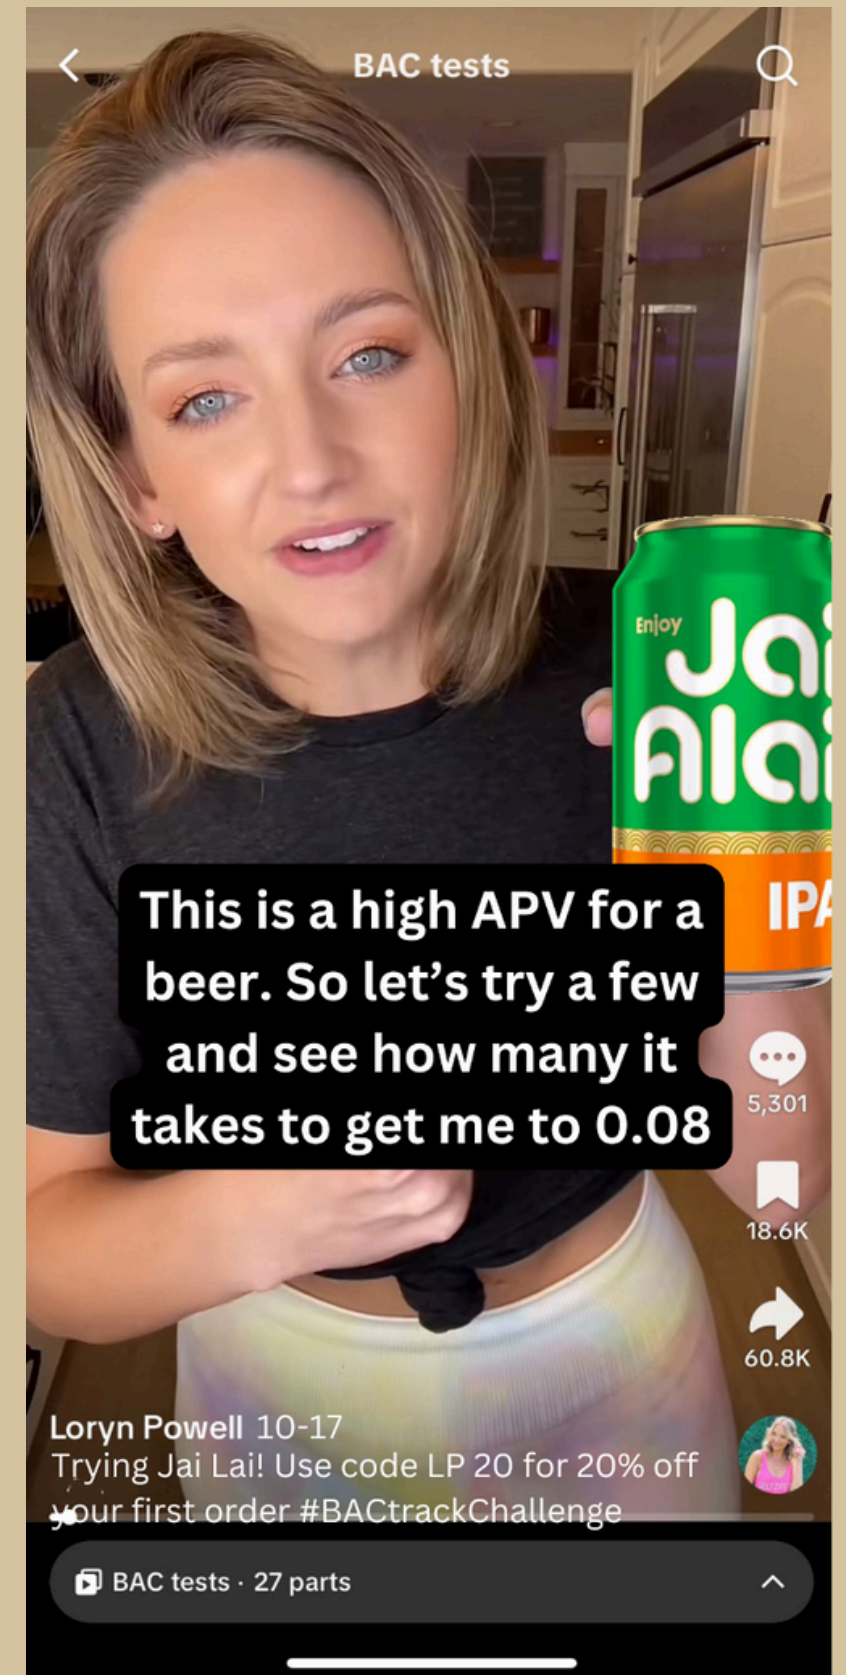 BAC tests
Enjoy
Jai
Alai
IPA
This is a high APV for a
beer. So let's try a few
and see how many it
takes to get me to 0.08
5,301
18.6K
60.8K
Loryn Powell 10-17
Trying Jai Lai! Use code LP 20 for 20% off
your first order #BACtrackChallenge
BAC tests · 27 parts